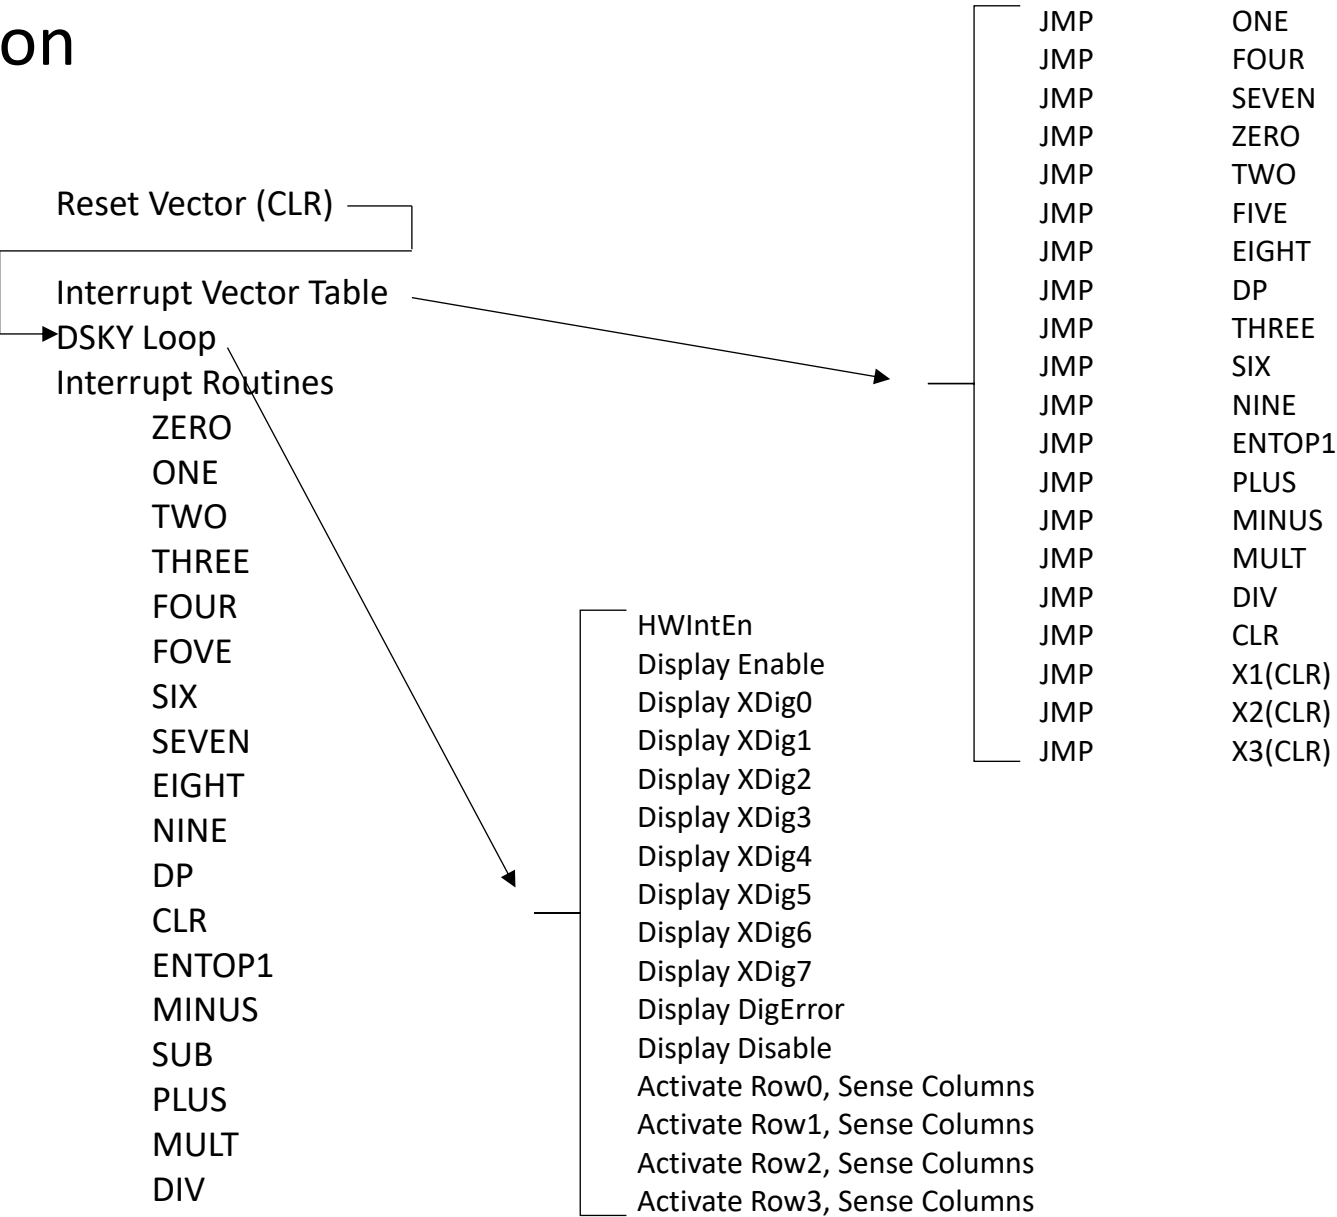 on
Reset Vector (CLR)
Interrupt Vector Table
DSKY Loop
Interrupt Routines
ZERO
ONE
TWO
THREE
FOUR
FOVE
SIX
SEVEN
EIGHT
NINE
DP
CLR
ENTOP1
MINUS
SUB
PLUS
MULT
DIV
HWIntEn
Display Enable
Display XDig0
Display XDig1
Display XDig2
Display XDig3
Display XDig4
Display XDig5
Display XDig6
Display XDig7
Display DigError
Display Disable
Activate Row0, Sense Columns
Activate Row1, Sense Columns
Activate Row2, Sense Columns
Activate Row3, Sense Columns
JMP ONE
JMP FOUR
JMP SEVEN
JMP ZERO
JMP TWO
JMP FIVE
JMP EIGHT
JMP DP
JMP THREE
JMP SIX
JMP NINE
JMP ENTOP1
JMP PLUS
JMP MINUS
JMP MULT
JMP DIV
JMP CLR
JMP X1(CLR)
JMP X2(CLR)
JMP X3(CLR)